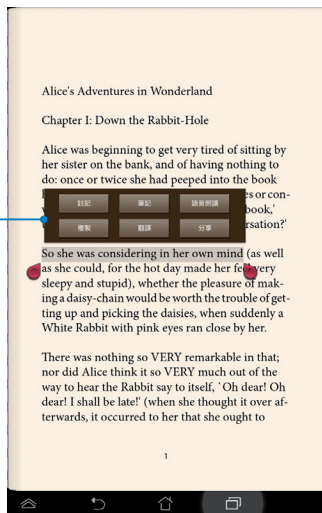 Alice's Adventures in Wonderland
Chapter I: Down the Rabbit-Hole
Alice was beginning to get very tired of sitting by
her sister on the bank, and of having nothing to
do: once or twice she had peeped into the book
es or con-
註記 筆記 語音朗讀
book,'
複製 翻譯 分享
rsation?'
So she was considering in her own mind (as well
as she could, for the hot day made her feel very
sleepy and stupid), whether the pleasure of mak-
ing a daisy-chain would be worth the trouble of get-
ting up and picking the daisies, when suddenly a
White Rabbit with pink eyes ran close by her.
There was nothing so VERY remarkable in that;
nor did Alice think it so VERY much out of the
way to hear the Rabbit say to itself, `Oh dear! Oh
dear! I shall be late!' (when she thought it over af-
terwards, it occurred to her that she ought to
1